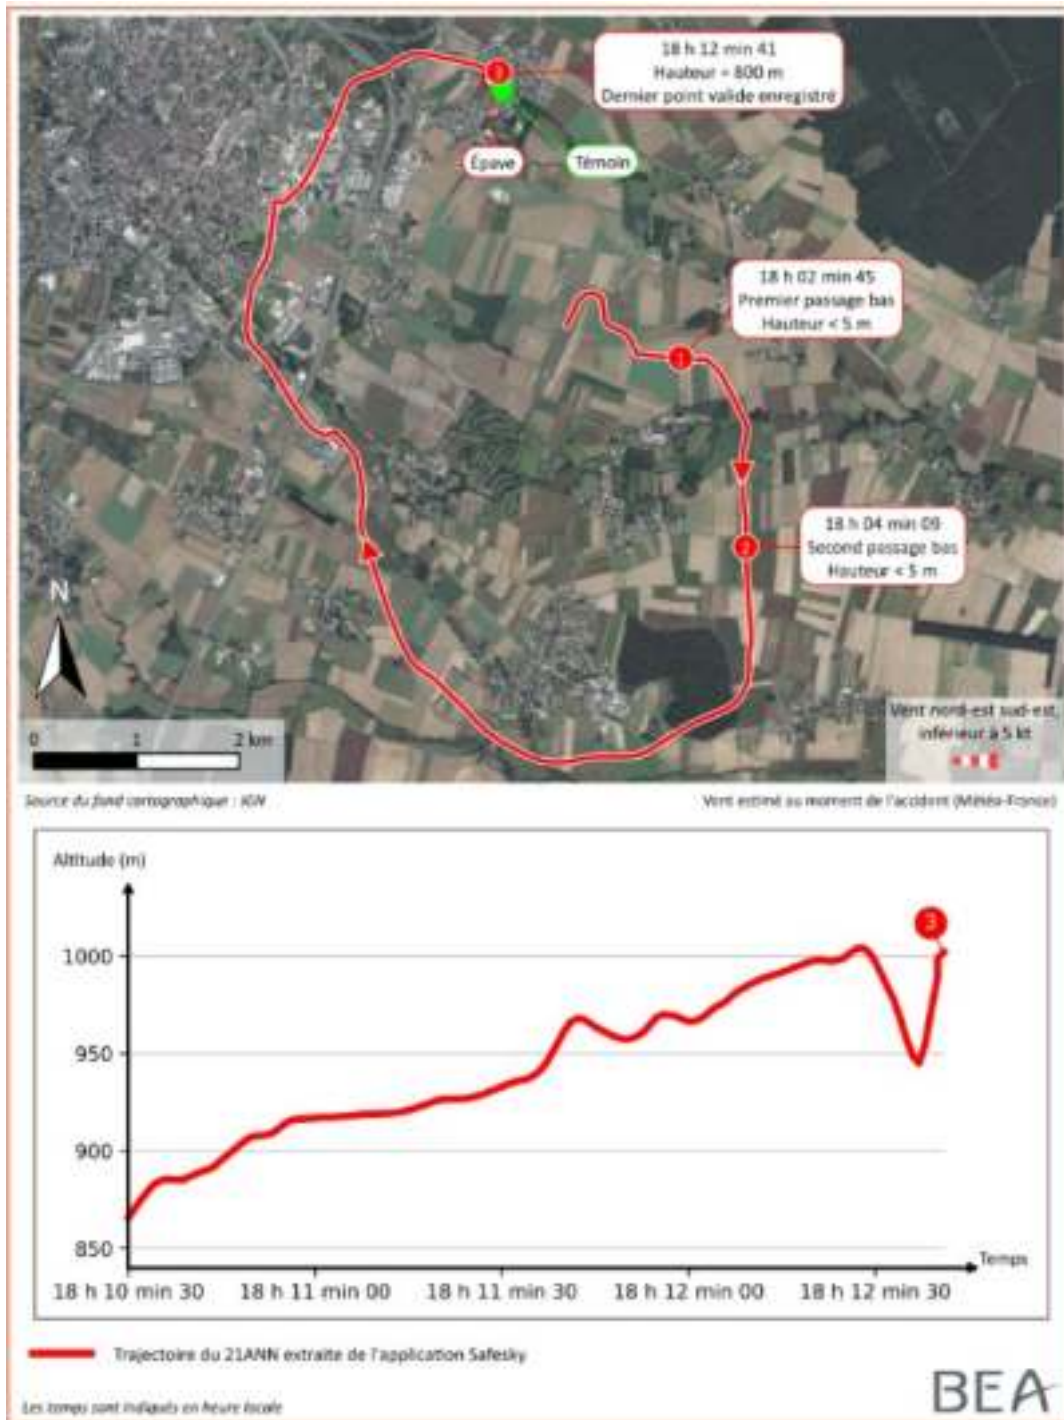 18 h 12 min 41
Hauteur = 800 m
Dernier point valide enregistré
3
Épave
Témoin
18 h 02 min 45
Premier passage bas
Hauteur < 5 m
1
18 h 04 min 09
Second passage bas
Hauteur < 5 m
2
N
0 1 2 km
Vent nord-est sud-est
inférieur à 5 kt
Source du fond cartographique : IGN
Vent estimé au moment de l'accident (Météo-France)
Altitude (m)
3
1000
950
900
850
Temps
18 h 10 min 30
18 h 11 min 00
18 h 11 min 30
18 h 12 min 00
18 h 12 min 30
Trajectoire du 21ANN extraite de l'application Safesky
BEA
Les temps sont indiqués en heure locale